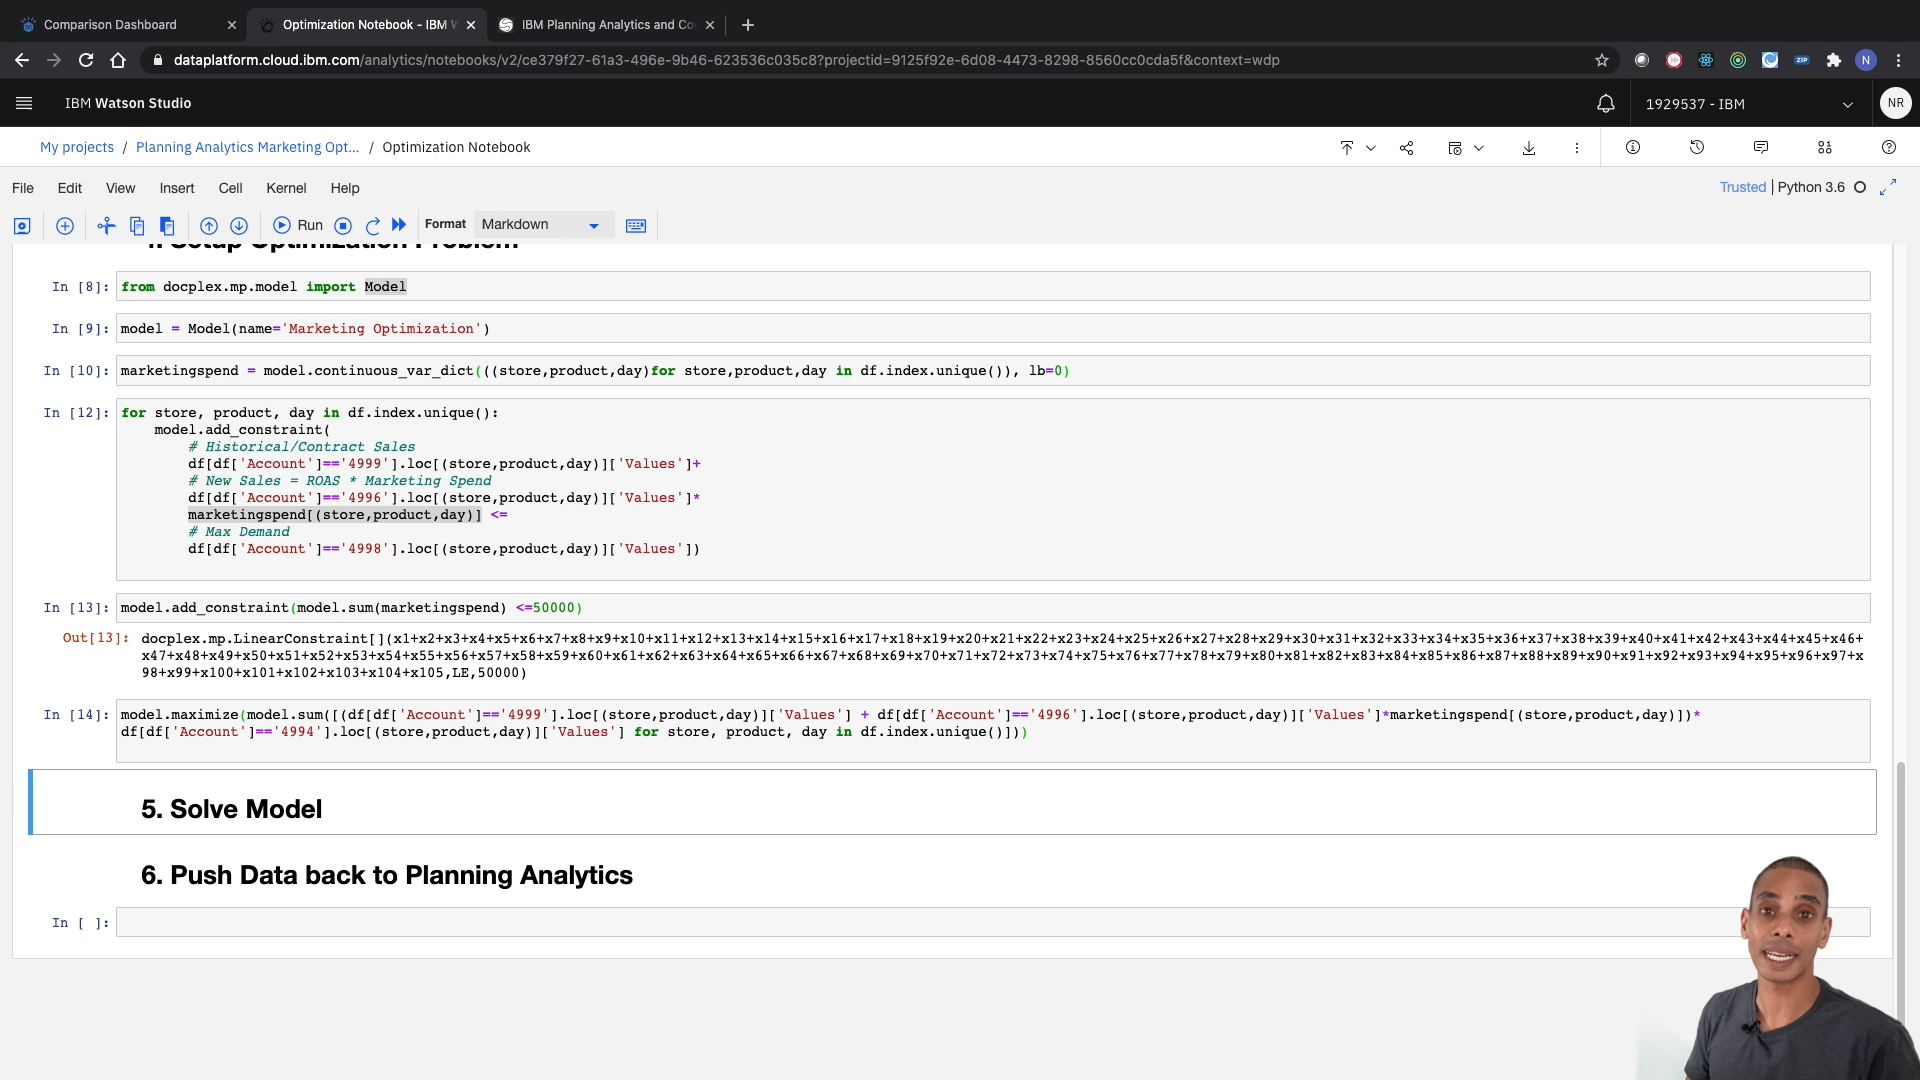 Comparison Dashboard
Optimization Notebook - IBM W
IBM Planning Analytics and Co
dataplatform.cloud.ibm.com/analytics/notebooks/v2/ce379f27-61a3-496e-9b46-623536c035c8?projectid=9125f92e-6d08-4473-8298-8560cc0cda5f&context=wdp
ZIP
N
IBM Watson Studio
1929537 - IBM
NR
My projects / Planning Analytics Marketing Opt... / Optimization Notebook
File Edit View Insert Cell Kernel Help
Trusted | Python 3.6
Run
Format
Markdown
4. Setup Optimization Problem
In [8]: from docplex.mp.model import Model
In [9]: model = Model(name='Marketing Optimization')
In [10]: marketingspend = model.continuous_var_dict(((store,product,day)for store,product,day in df.index.unique()), lb=0)
In [12]: for store, product, day in df.index.unique():
model.add_constraint(
# Historical/Contract Sales
df[df['Account']=='4999'].loc[(store,product,day)]['Values']+
# New Sales = ROAS * Marketing Spend
df[df['Account']=='4996'].loc[(store,product,day)]['Values']*
marketingspend[(store,product,day)] <=
# Max Demand
df[df['Account']=='4998'].loc[(store,product,day)]['Values'])
In [13]: model.add_constraint(model.sum(marketingspend) <=50000)
Out[13]: docplex.mp.LinearConstraint[](x1+x2+x3+x4+x5+x6+x7+x8+x9+x10+x11+x12+x13+x14+x15+x16+x17+x18+x19+x20+x21+x22+x23+x24+x25+x26+x27+x28+x29+x30+x31+x32+x33+x34+x35+x36+x37+x38+x39+x40+x41+x42+x43+x44+x45+x46+
x47+x48+x49+x50+x51+x52+x53+x54+x55+x56+x57+x58+x59+x60+x61+x62+x63+x64+x65+x66+x67+x68+x69+x70+x71+x72+x73+x74+x75+x76+x77+x78+x79+x80+x81+x82+x83+x84+x85+x86+x87+x88+x89+x90+x91+x92+x93+x94+x95+x96+x97+x
98+x99+x100+x101+x102+x103+x104+x105,LE,50000)
In [14]: model.maximize(model.sum([(df[df['Account']=='4999'].loc[(store,product,day)]['Values'] + df[df['Account']=='4996'].loc[(store,product,day)]['Values']*marketingspend[(store,product,day)])*
df[df['Account']=='4994'].loc[(store,product,day)]['Values'] for store, product, day in df.index.unique()]))
5. Solve Model
6. Push Data back to Planning Analytics
In [ ]: